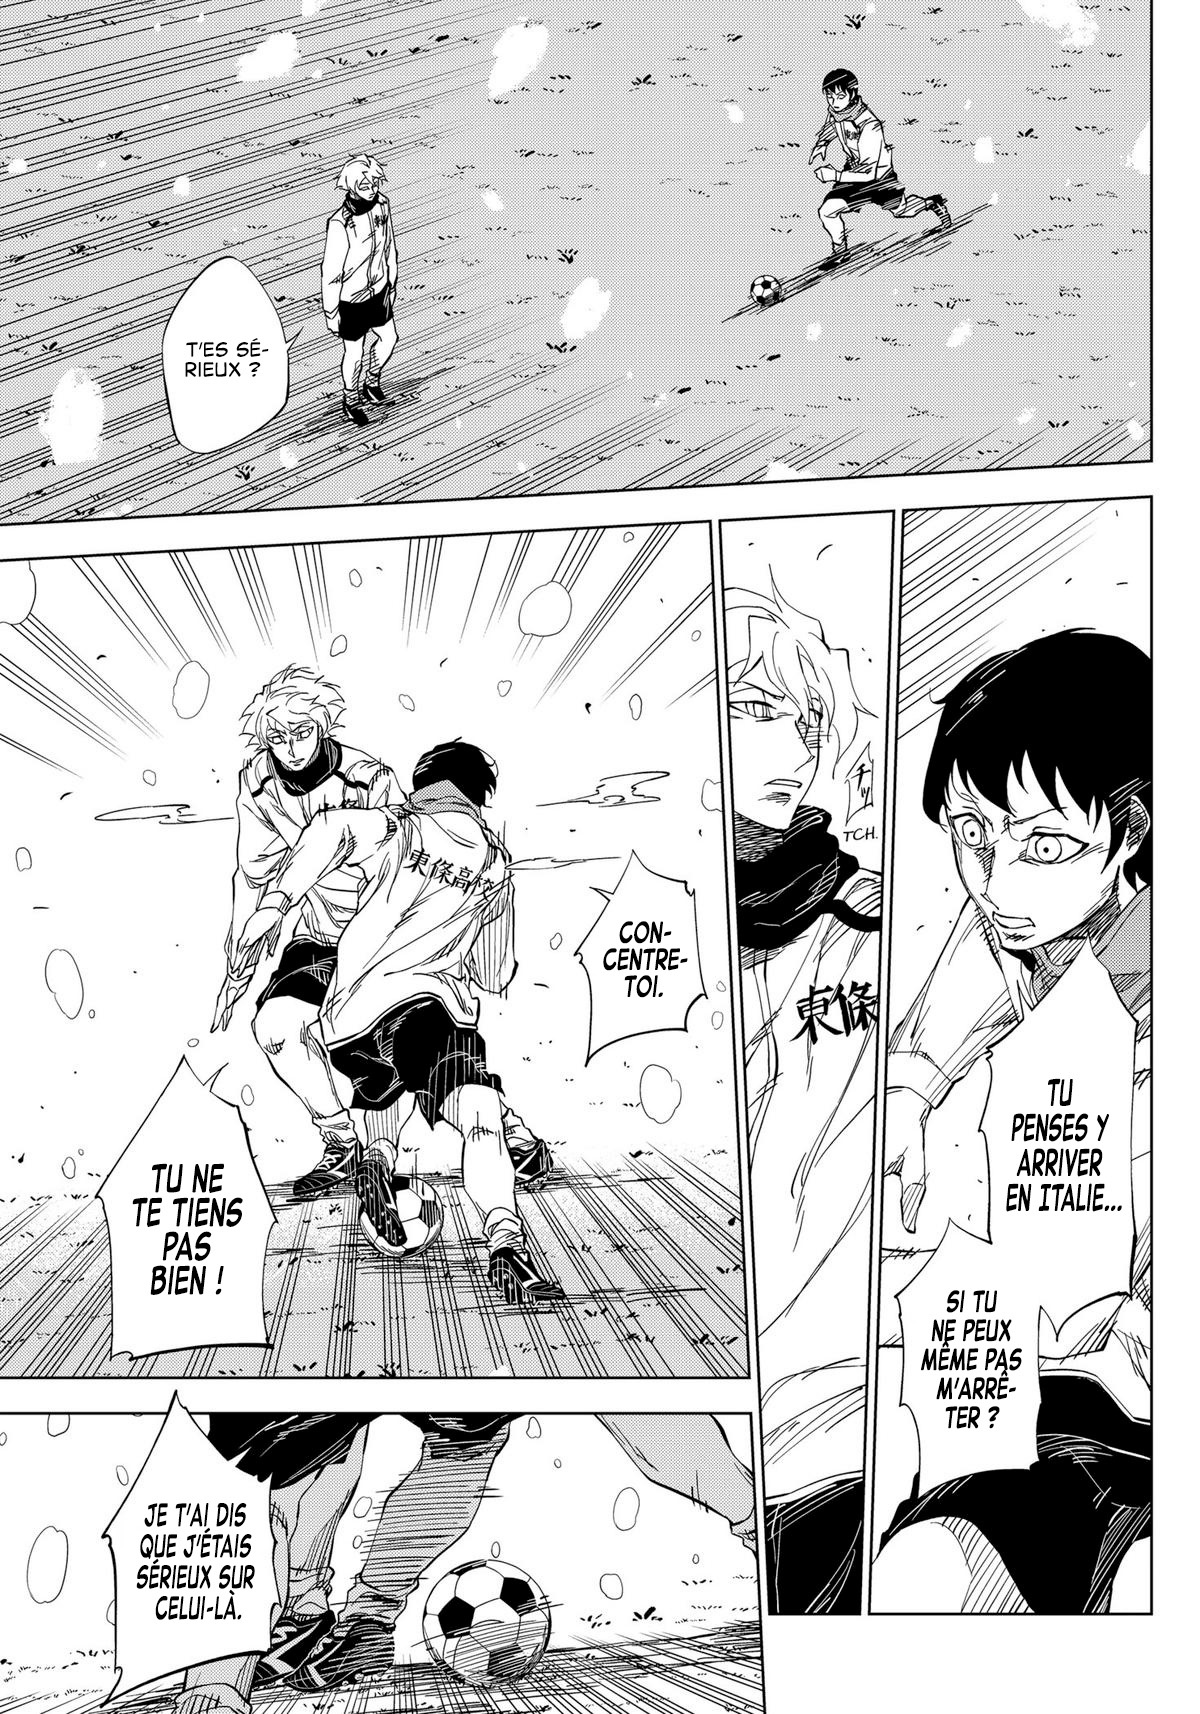 T'ES SÉ-
RIEUX ?
東條
TU
PENSES Y
ARRIVER
EN ITALIE...
SI TU
NE PEUX
MÊME PAS
M'ARRÊ-
TER ?
チッ
TCH.
東條
CON-
CENTRE-
TOI.
東條高校
TU NE
TE TIENS
PAS
BIEN !
JE T'AI DIS
QUE J'ÉTAIS
SÉRIEUX SUR
CELUI-LÀ.